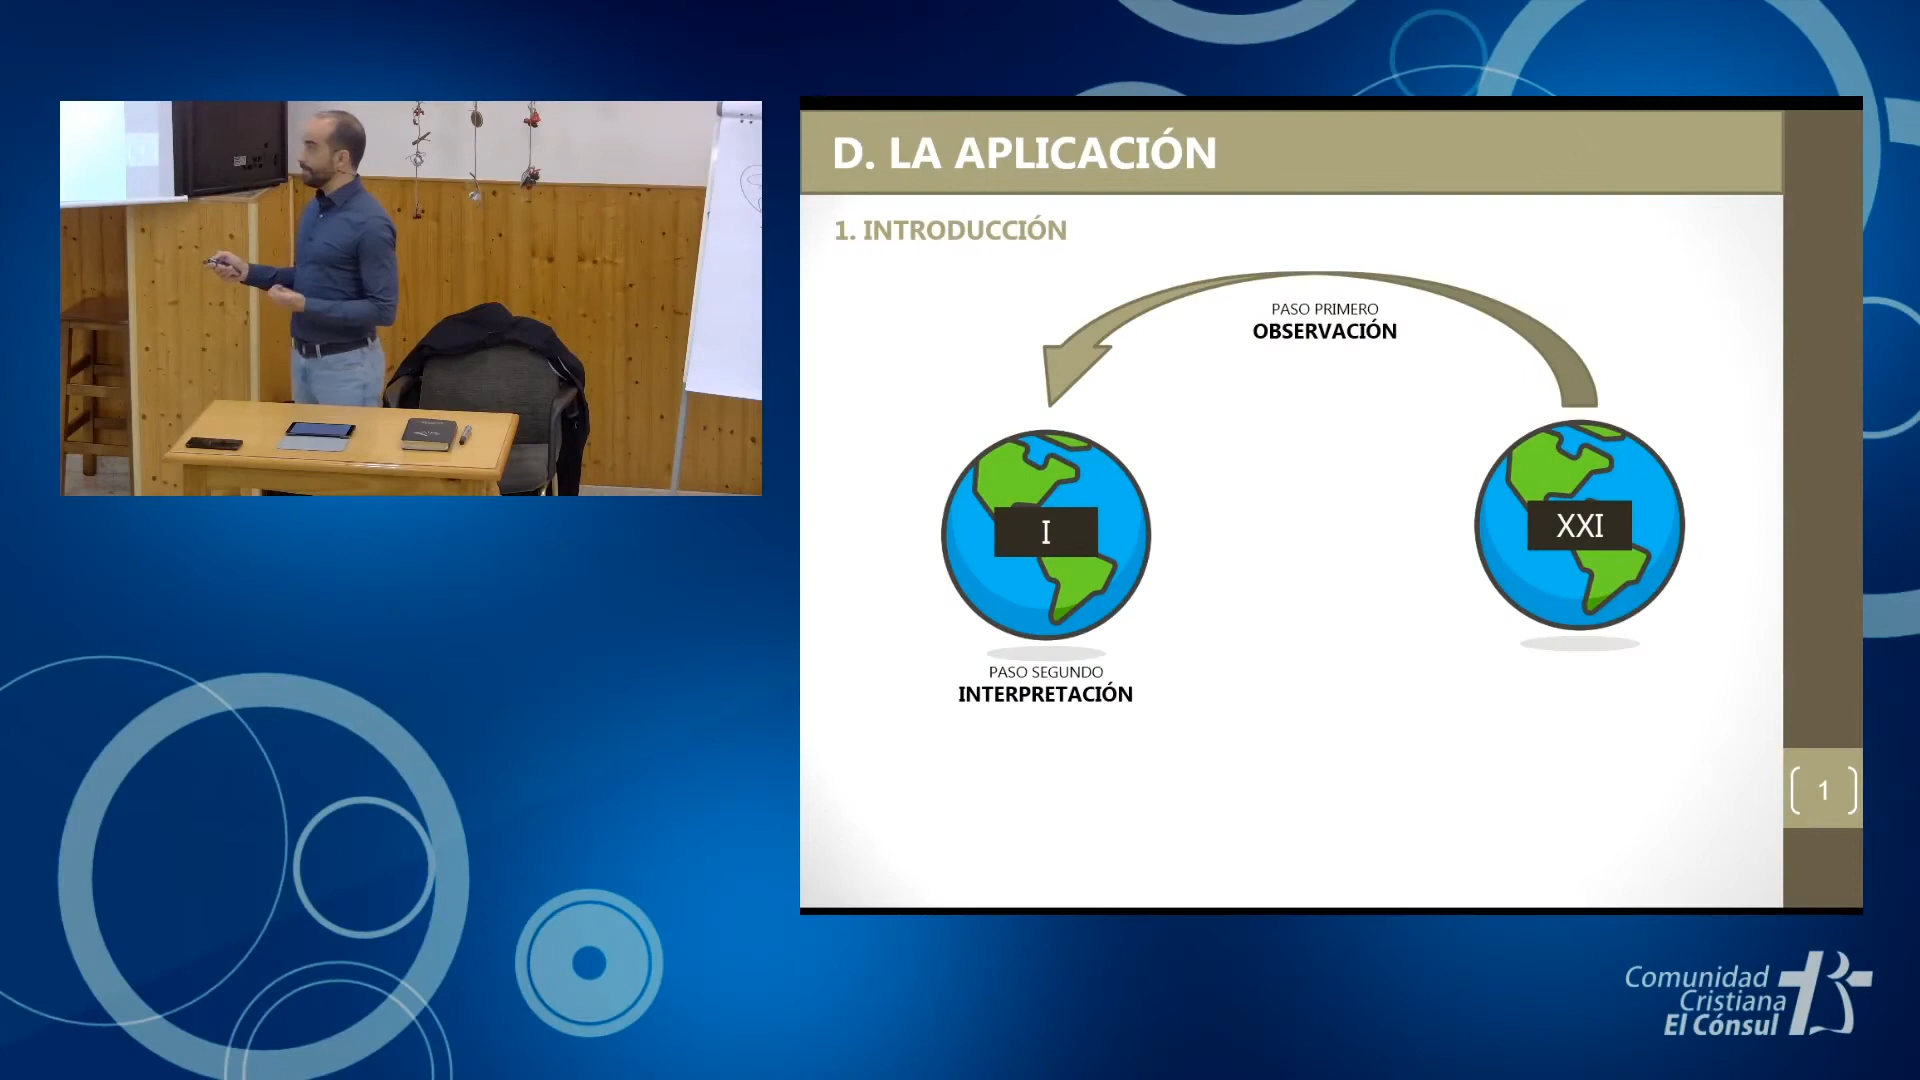 D. LA APLICACIÓN
1. INTRODUCCIÓN
PASO PRIMERO
OBSERVACIÓN
I
XXI
PASO SEGUNDO
INTERPRETACIÓN
1
Comunidad
Cristiana
El Cónsul